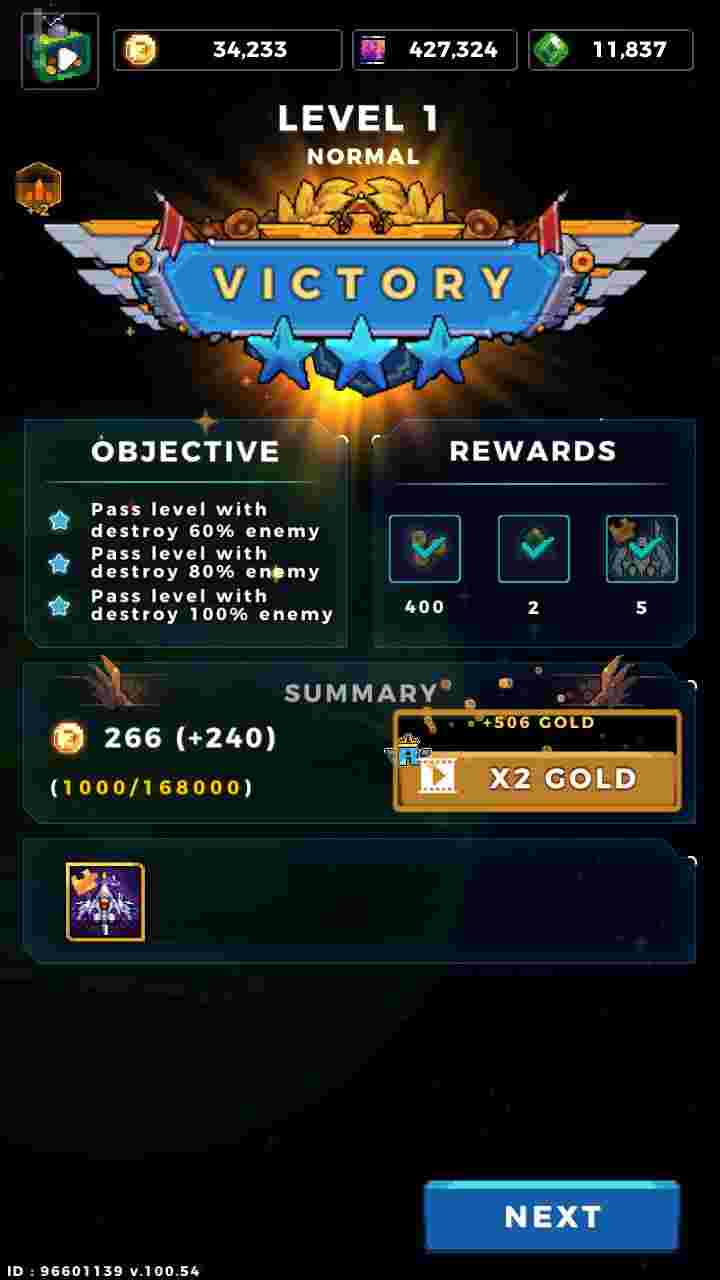 34,233
427,324
11,837
LEVEL 1
NORMAL
+2
VICTORY
OBJECTIVE
Pass level with
destroy 60% enemy
Pass level with
destroy 80% enemy
Pass level with
destroy 100% enemy
REWARDS
400
2
5
SUMMARY
266 (+240)
(1000/168000)
+506 GOLD
X2 GOLD
NEXT
ID : 96601139 v.100.54